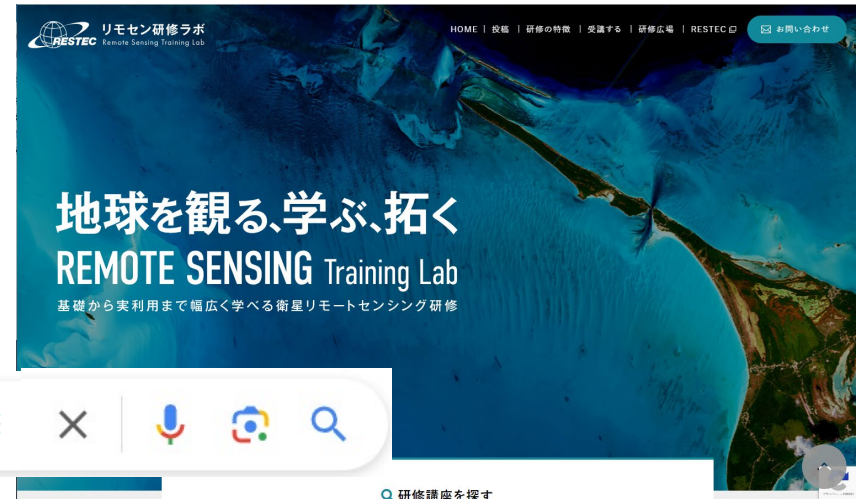 RESTEC
リモセン研修ラボ
Remote Sensing Training Lab
HOME | 投稿 | 研修の特徴 | 受講する | 研修広場 | RESTEC
お問い合わせ
地球を観る、学ぶ、拓く
REMOTE SENSING Training Lab
基礎から実利用まで幅広く学べる衛星リモートセンシング研修
研修講座を探す